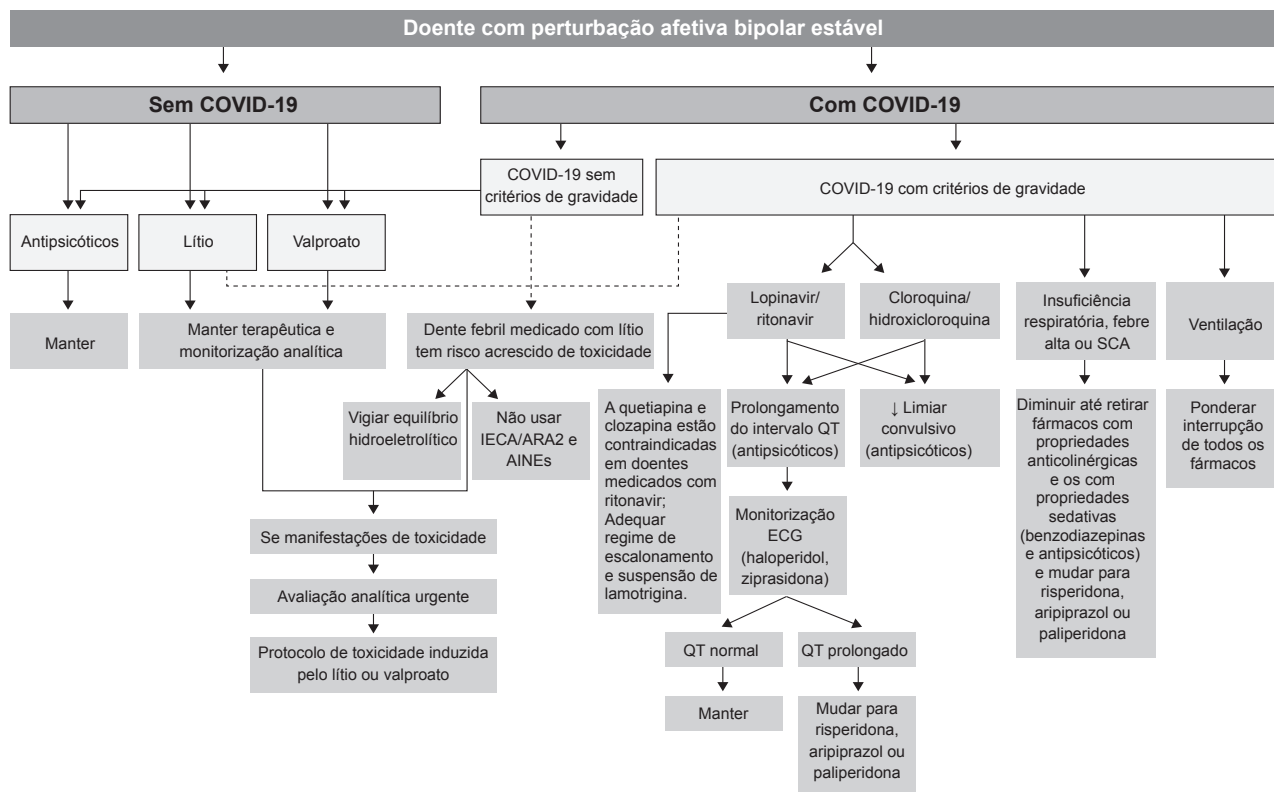 Doente com perturbação afetiva bipolar estável
Sem COVID-19
Com COVID-19
COVID-19 sem
critérios de gravidade
COVID-19 com critérios de gravidade
Antipsicóticos
Lítio
Valproato
Manter
Manter terapêutica e
monitorização analítica
Dente febril medicado com lítio
tem risco acrescido de toxicidade
Lopinavir/
ritonavir
Cloroquina/
hidroxicloroquina
Insuficiência
respiratória, febre
alta ou SCA
Ventilação
Vigiar equilíbrio
hidroeletrolítico
Não usar
IECA/ARA2 e
AINEs
A quetiapina e
clozapina estão
contraindicadas
em doentes
medicados com
ritonavir;
Adequar
regime de
escalonamento
e suspensão de
lamotrigina.
Prolongamento
do intervalo QT
(antipsicóticos)
↓ Limiar
convulsivo
(antipsicóticos)
Diminuir até retirar
fármacos com
propriedades
anticolinérgicas
e os com
propriedades
sedativas
(benzodiazepinas
e antipsicóticos)
e mudar para
risperidona,
aripiprazol ou
paliperidona
Ponderar
interrupção
de todos os
fármacos
Se manifestações de toxicidade
Avaliação analítica urgente
Protocolo de toxicidade induzida
pelo lítio ou valproato
Monitorização
ECG
(haloperidol,
ziprasidona)
QT normal
QT prolongado
Manter
Mudar para
risperidona,
aripiprazol ou
paliperidona